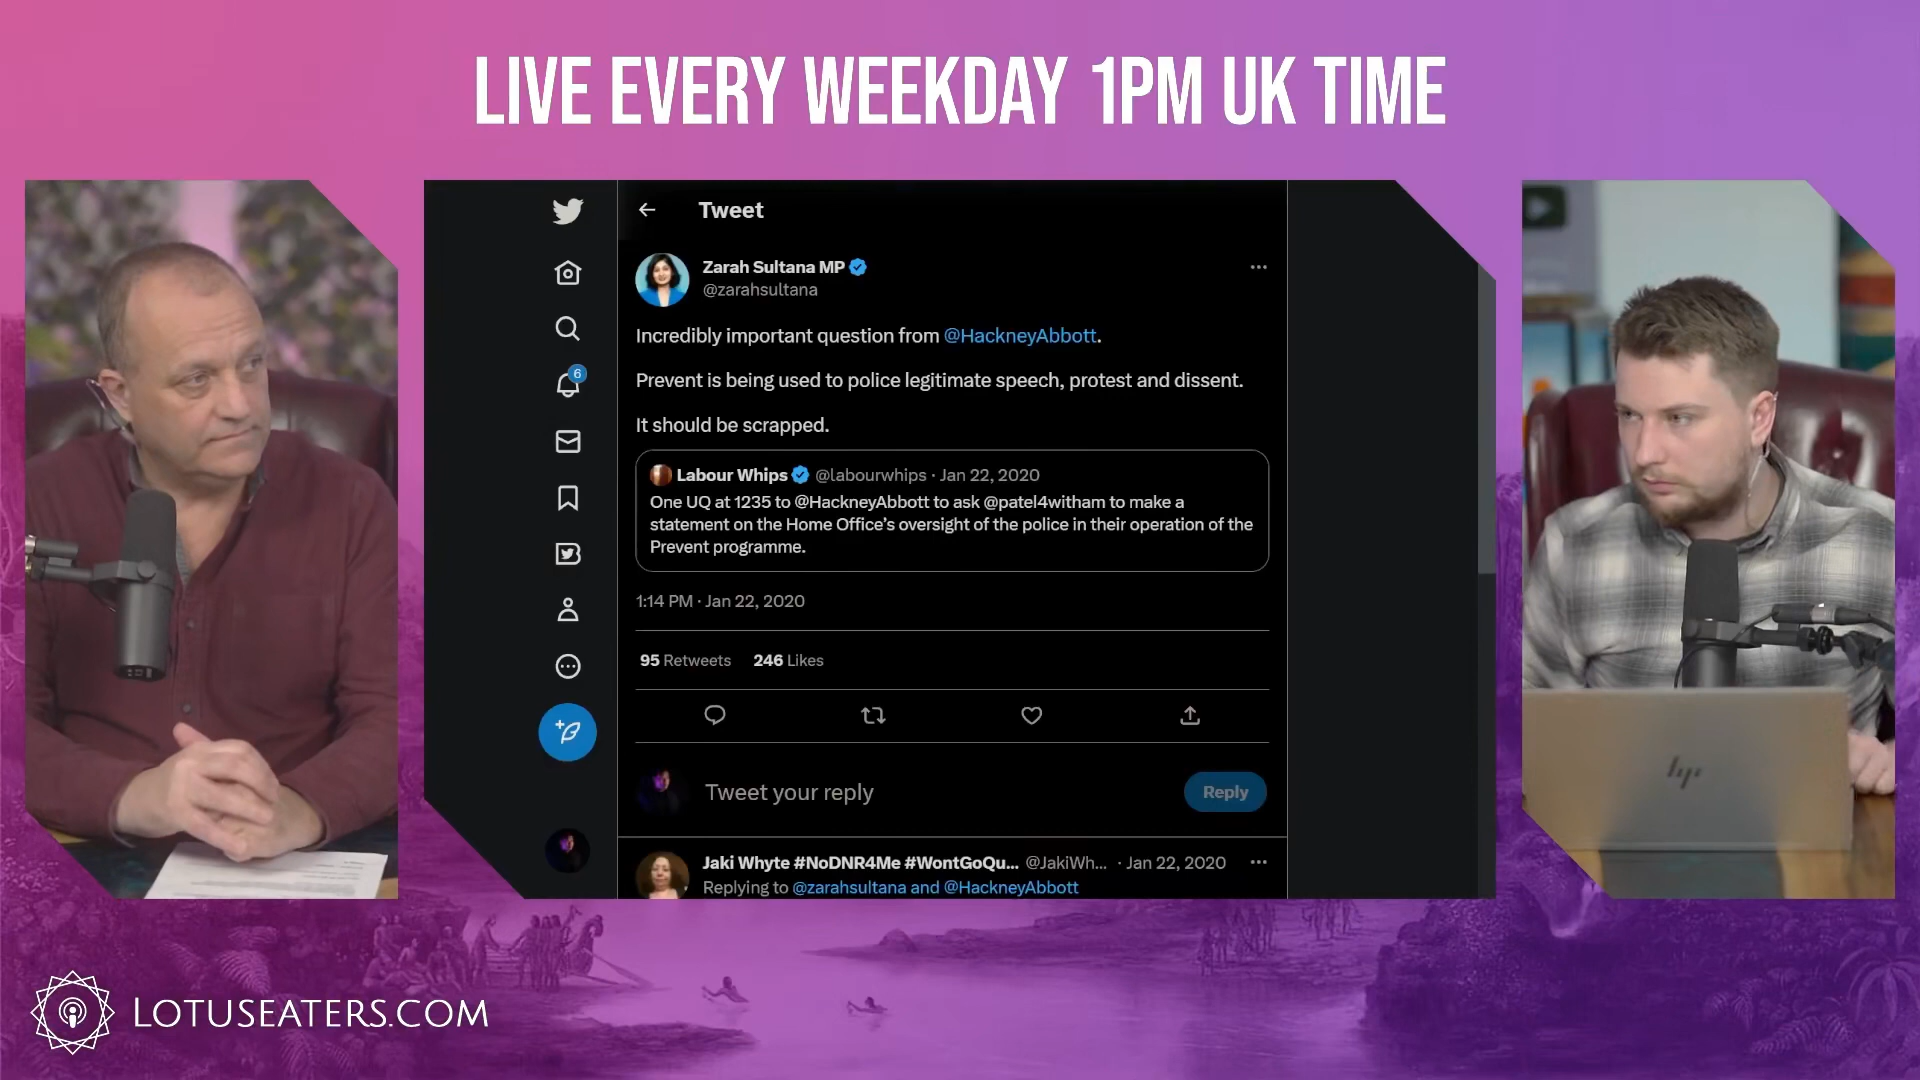 LIVE EVERY WEEKDAY 1PM UK TIME
Tweet
Zarah Sultana MP
@zarahsultana
Incredibly important question from @HackneyAbbott.
Prevent is being used to police legitimate speech, protest and dissent.
It should be scrapped.
Labour Whips @labourwhips · Jan 22, 2020
One UQ at 1235 to @HackneyAbbott to ask @patel4witham to make a
statement on the Home Office's oversight of the police in their operation of the
Prevent programme.
1:14 PM · Jan 22, 2020
95 Retweets 246 Likes
Tweet your reply
Reply
Jaki Whyte #NoDNR4Me #WontGoQu... @JakiWh... · Jan 22, 2020
Replying to @zarahsultana and @HackneyAbbott
6
hp
LOTUSEATERS.COM